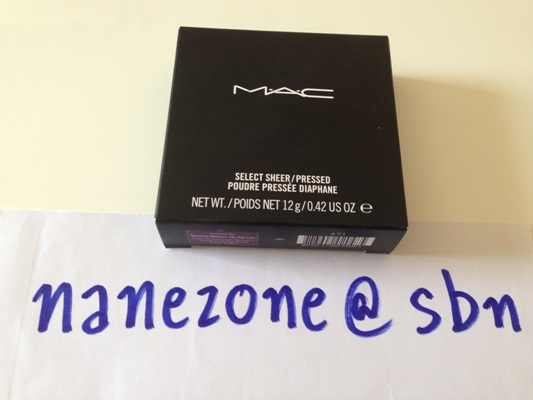 M·A·C
SELECT SHEER/PRESSED
POUDRE PRESSÉE DIAPHANE
NET WT./POIDS NET 12 g/0.42 US OZ ℮
nanezone@sbn